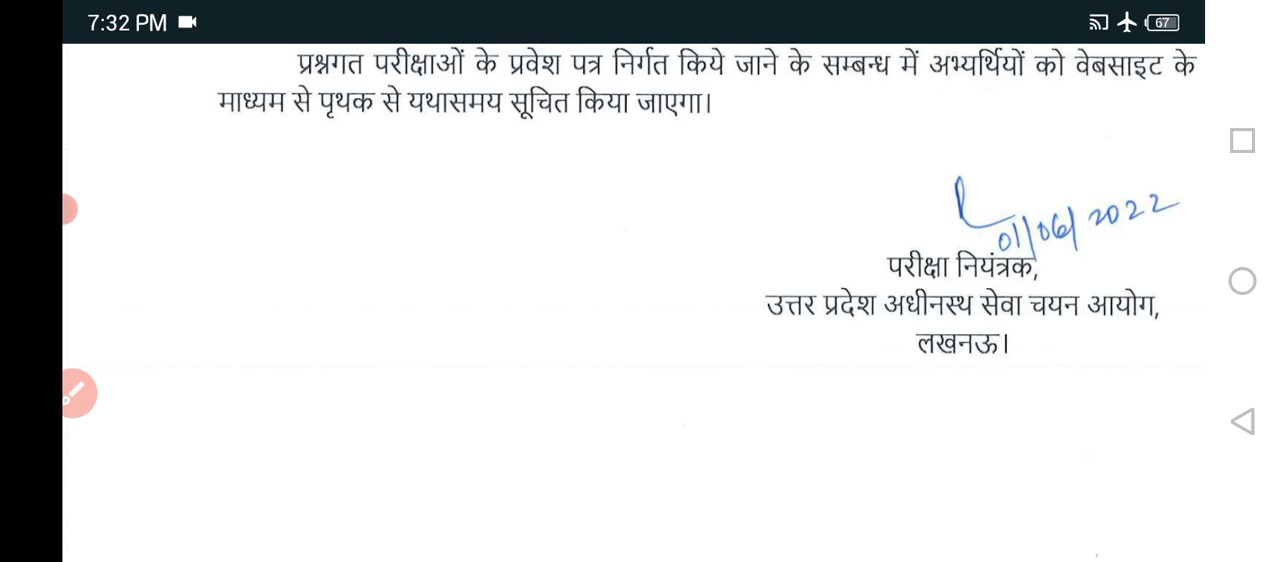 7:32 PM
67
प्रश्नगत परीक्षाओं के प्रवेश पत्र निर्गत किये जाने के सम्बन्ध में अभ्यर्थियों को वेबसाइट के
माध्यम से पृथक से यथासमय सूचित किया जाएगा।
01/06/2022
परीक्षा नियंत्रक,
उत्तर प्रदेश अधीनस्थ सेवा चयन आयोग,
लखनऊ।